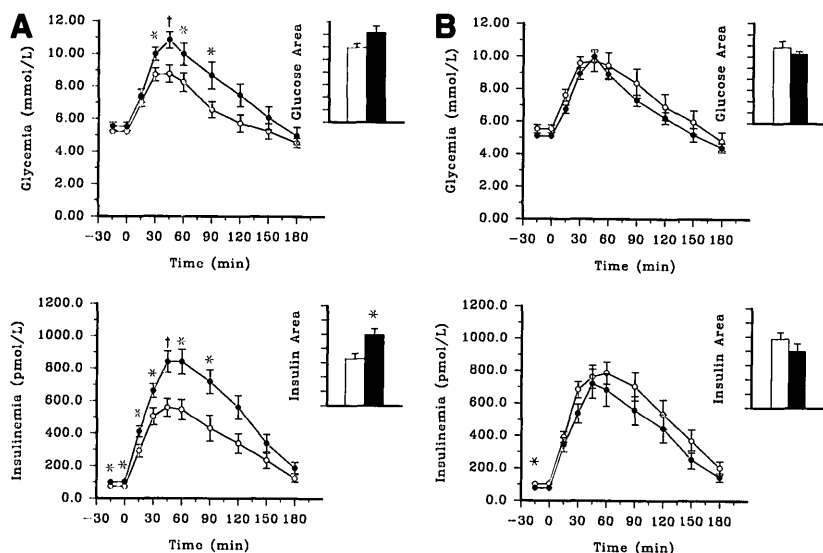 A
12.00
10.00
8.00
6.00
4.00
2.00
0.00
Glycemia (mmol/L)
* † * *
-30 0 30 60 90 120 150 180
Time (min)
Glucose Area
B
12.00
10.00
8.00
6.00
4.00
2.00
0.00
Glycemia (mmol/L)
-30 0 30 60 90 120 150 180
Time (min)
Glucose Area
1200.0
1000.0
800.0
600.0
400.0
200.0
0.0
Insulinemia (pmol/L)
* * * * † * *
-30 0 30 60 90 120 150 180
Time (min)
Insulin Area
*
1200.0
1000.0
800.0
600.0
400.0
200.0
0.0
Insulinemia (pmol/L)
*
-30 0 30 60 90 120 150 180
Time (min)
Insulin Area